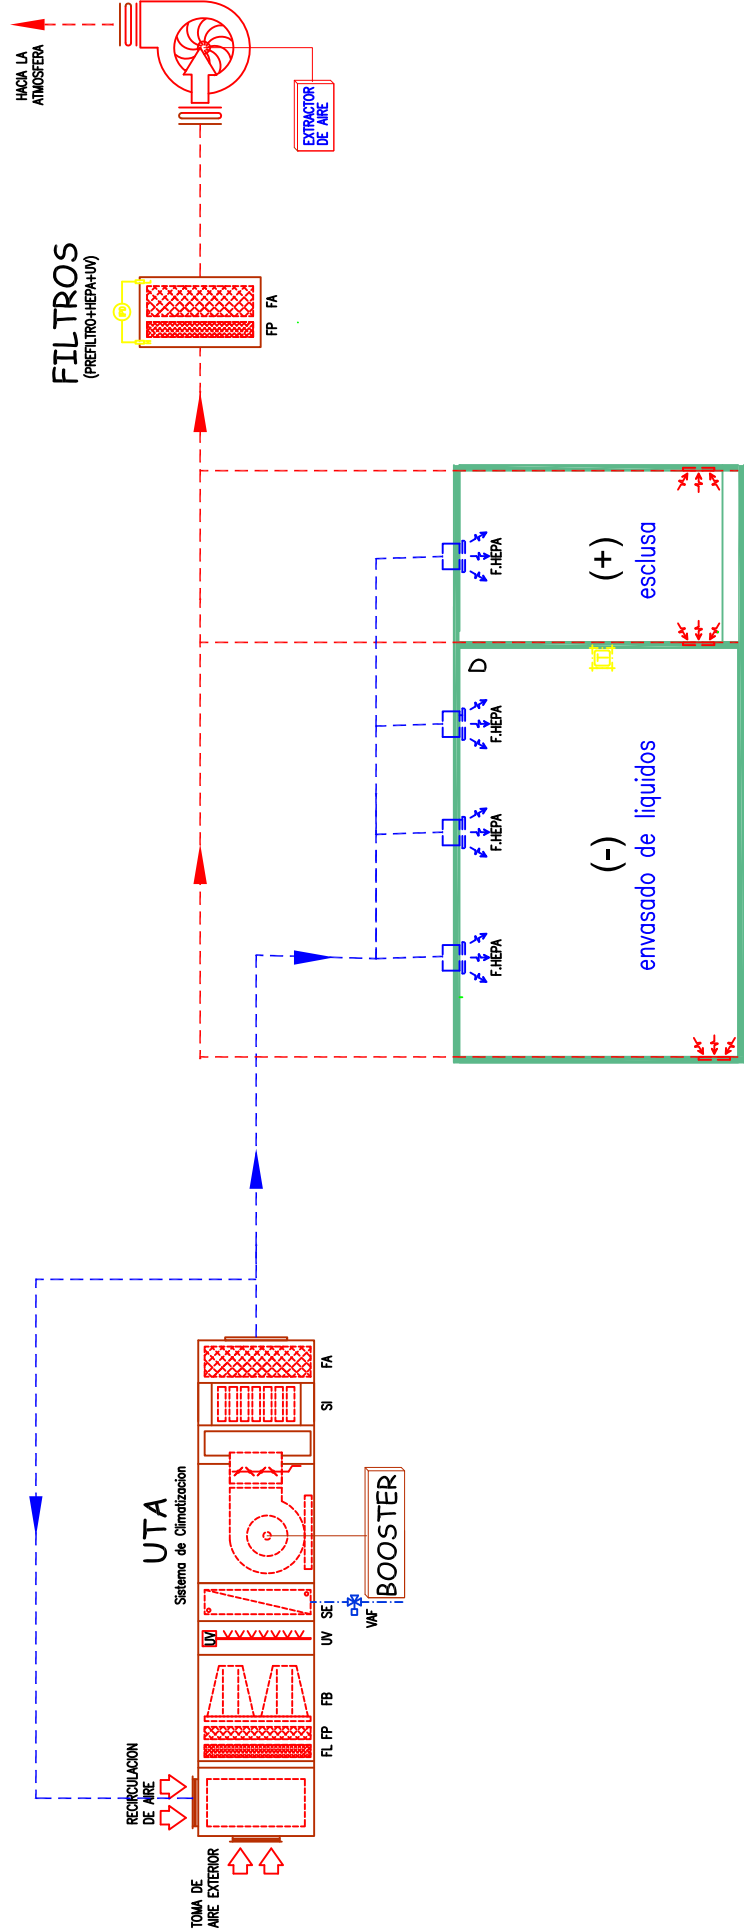 HACIA LA
ATMOSFERA
EXTRACTOR
DE AIRE
FILTROS
(PREFILTRO+HEPA+UV)
FP
FA
F.HEPA
(+)
esclusa
D
F.HEPA
F.HEPA
F.HEPA
(-)
envasado de liquidos
UTA
Sistema de Climatizacion
BOOSTER
FA
SI
SE
VAF
UV
UV
FB
FP
FL
RECIRCULACION
DE AIRE
TOMA DE
AIRE EXTERIOR